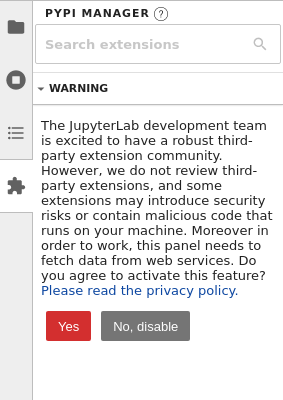 PYPI MANAGER ?
Search extensions
WARNING
The JupyterLab development team
is excited to have a robust third-
party extension community.
However, we do not review third-
party extensions, and some
extensions may introduce security
risks or contain malicious code that
runs on your machine. Moreover in
order to work, this panel needs to
fetch data from web services. Do
you agree to activate this feature?
Please read the privacy policy.
Yes No, disable